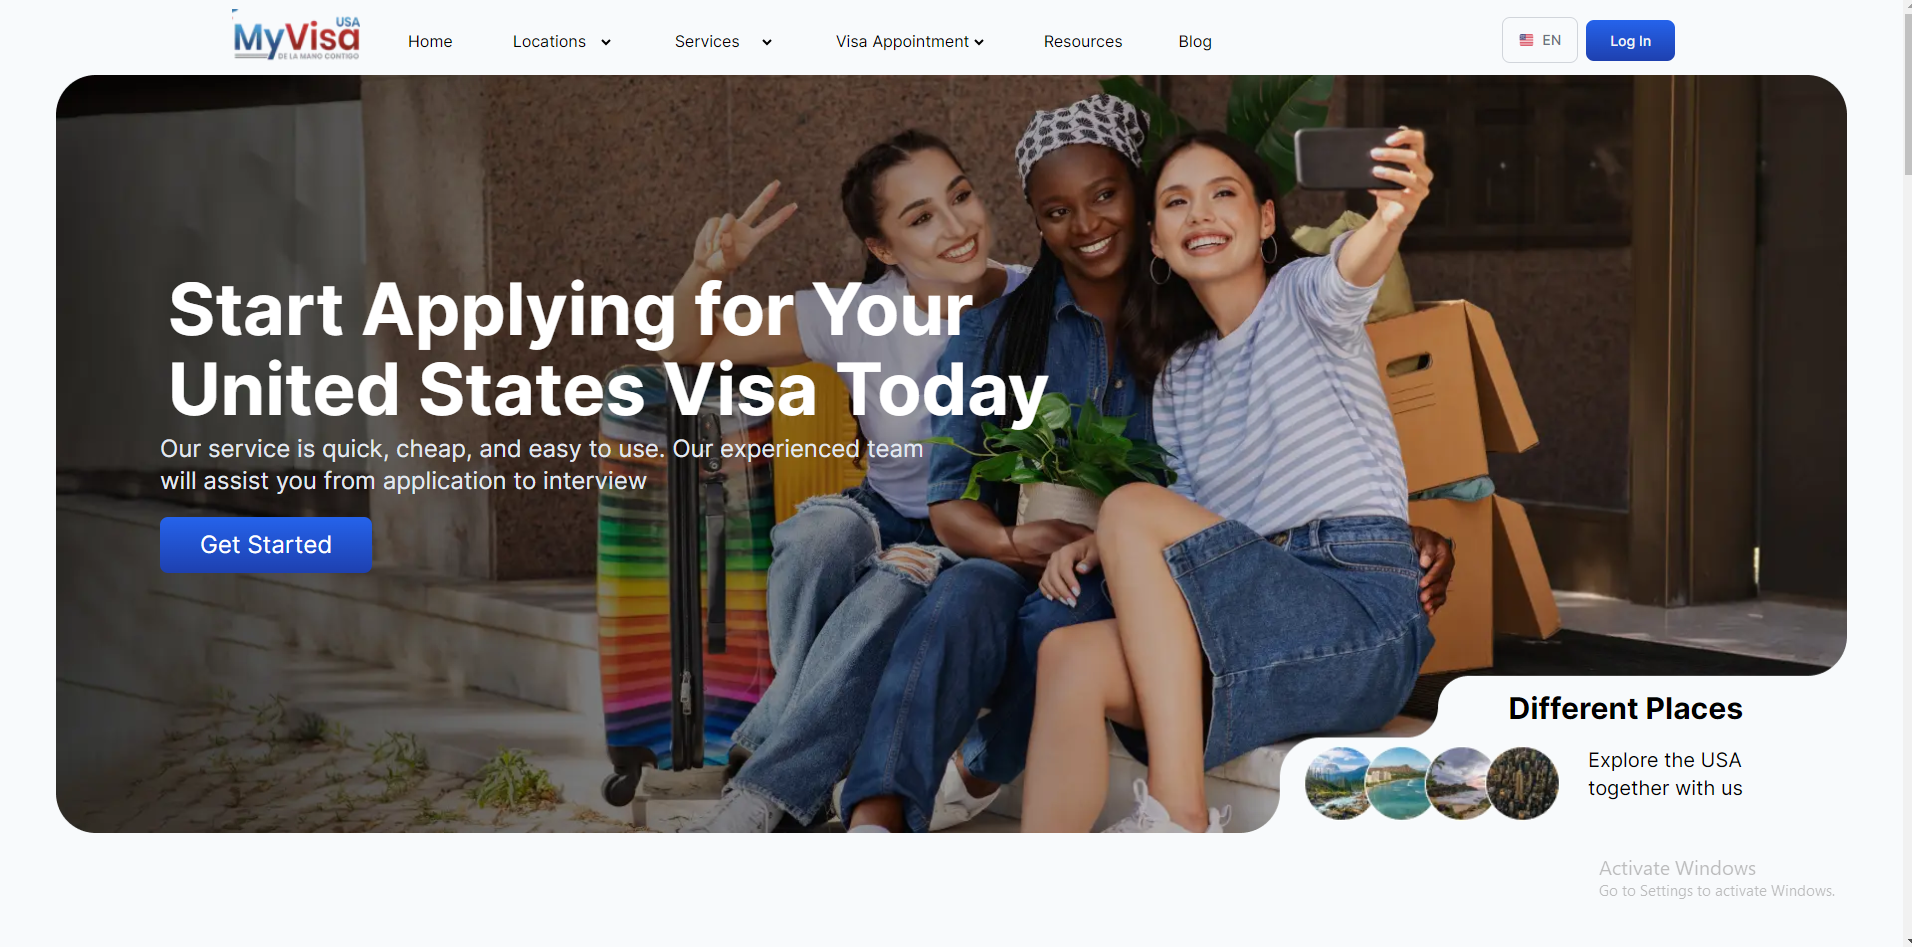 USA
MyVisa
DE LA MANO CONTIGO
Home
Locations
Services
Visa Appointment
Resources
Blog
EN
Log In
Start Applying for Your
United States Visa Today
Our service is quick, cheap, and easy to use. Our experienced team
will assist you from application to interview
Get Started
Different Places
Explore the USA
together with us
Activate Windows
Go to Settings to activate Windows.